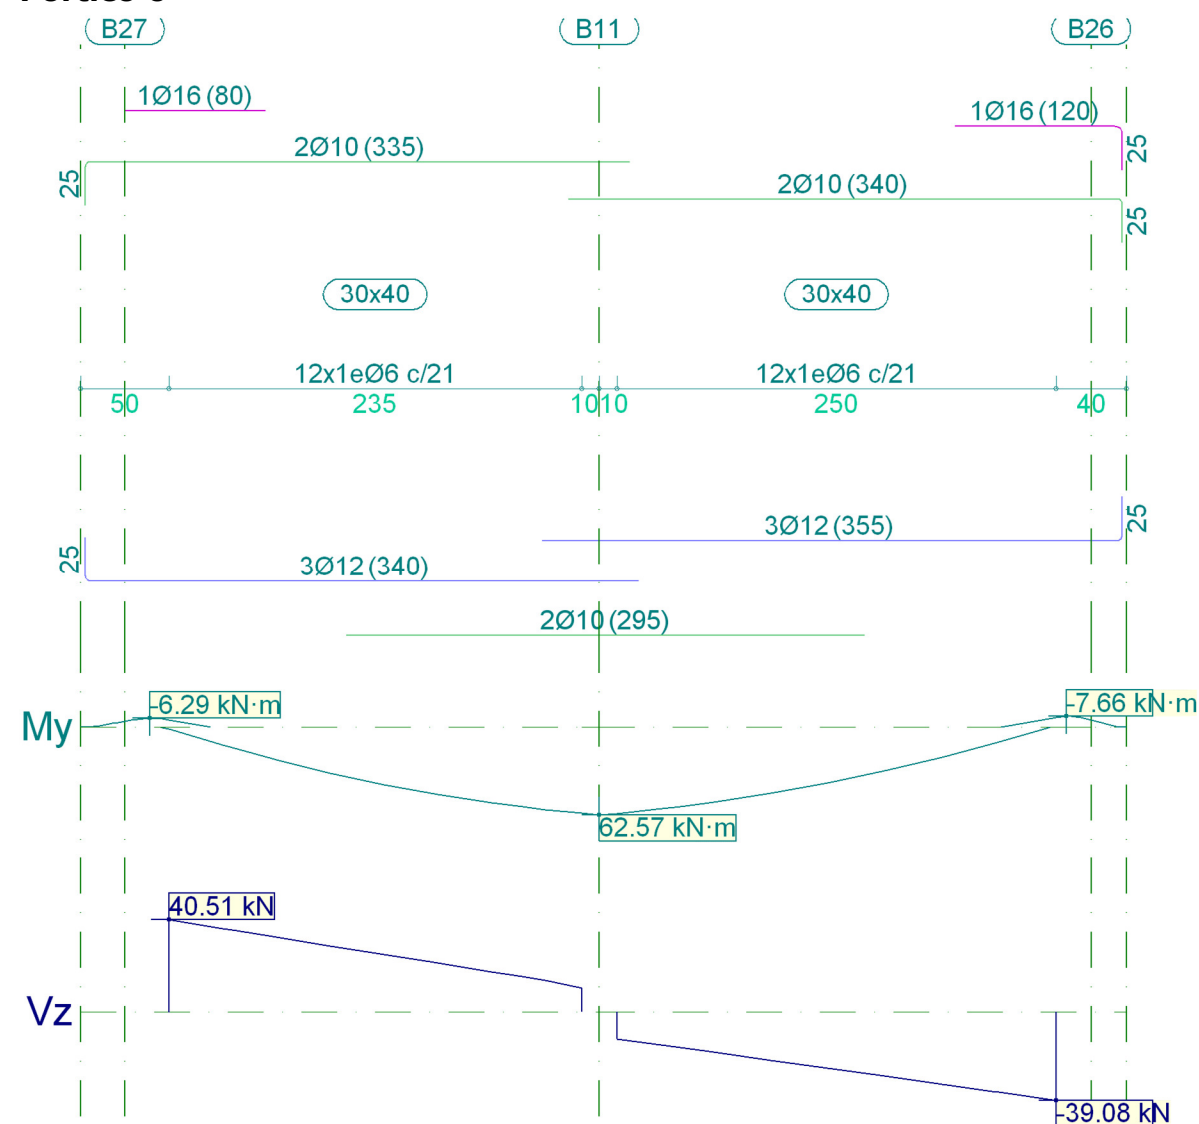 B27 B11 B26
1Ø16 (80)
1Ø16 (120)
25
2Ø10 (335)
25
2Ø10 (340)
25
30x40 30x40
12x1eØ6 c/21 12x1eØ6 c/21
50 235 1010 250 40
25
3Ø12 (355)
25
3Ø12 (340)
2Ø10 (295)
-6.29 kN·m -7.66 kN·m
My
62.57 kN·m
40.51 kN
Vz
-39.08 kN